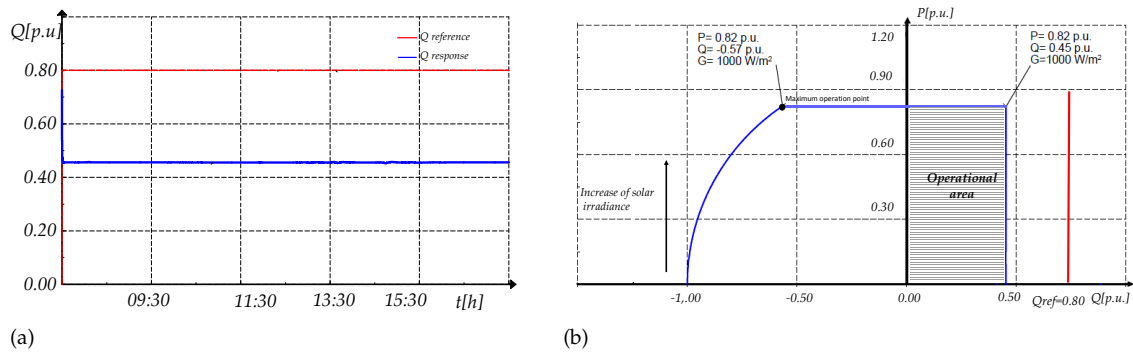 Q[p.u]
Q reference
Q response
0.80
0.60
0.40
0.20
0.00
09:30
11:30
13:30
15:30
t[h]
(a)
P[p.u.]
P= 0.82 p.u.
Q= -0.57 p.u.
G= 1000 W/m²
P= 0.82 p.u.
Q= 0.45 p.u.
G=1000 W/m²
1.20
0.90
Maximum operation point
0.60
Increase of solar
irradiance
Operational
area
0.30
-1,00
-0.50
0.00
0.50
Qref=0.80
Q[p.u.]
(b)